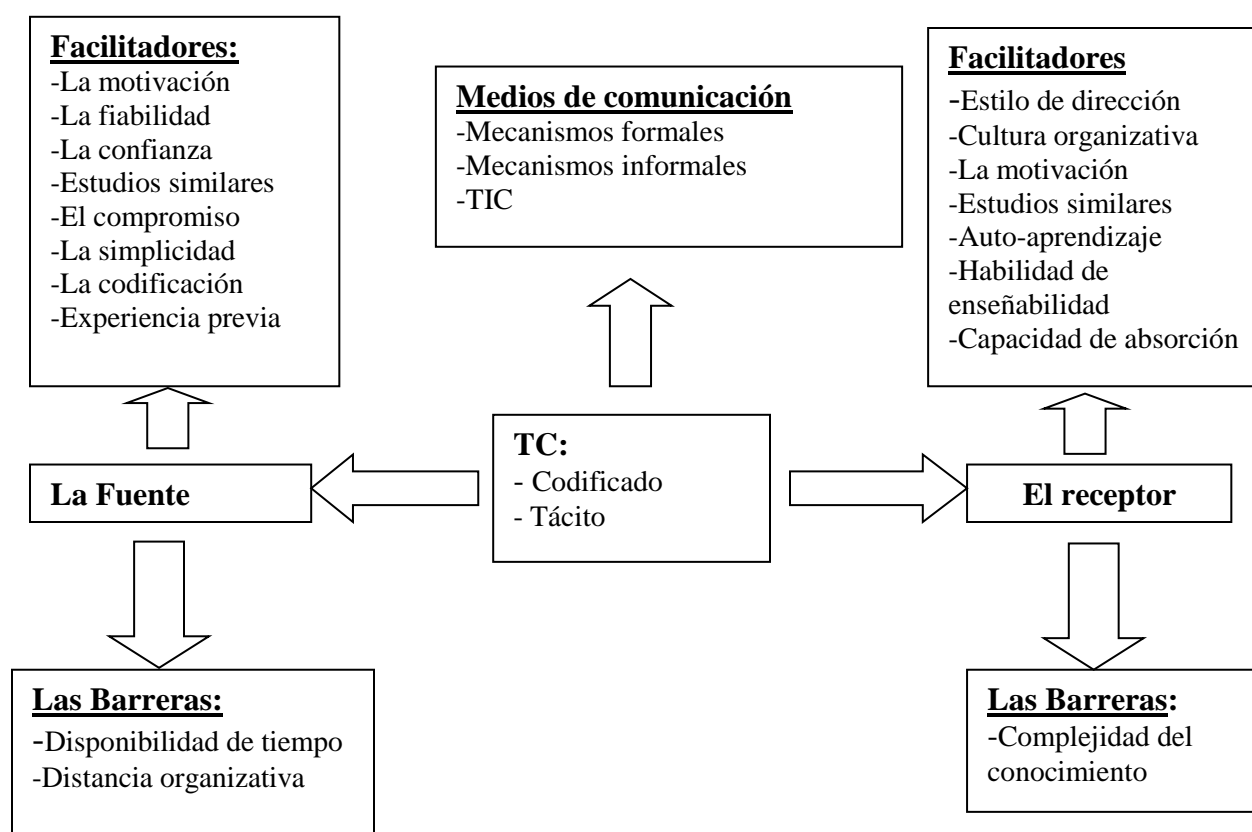 Facilitadores:
-La motivación
-La fiabilidad
-La confianza
-Estudios similares
-El compromiso
-La simplicidad
-La codificación
-Experiencia previa
Medios de comunicación
-Mecanismos formales
-Mecanismos informales
-TIC
Facilitadores
-Estilo de dirección
-Cultura organizativa
-La motivación
-Estudios similares
-Auto-aprendizaje
-Habilidad de
enseñabilidad
-Capacidad de absorción
La Fuente
TC:
- Codificado
- Tácito
El receptor
Las Barreras:
-Disponibilidad de tiempo
-Distancia organizativa
Las Barreras:
-Complejidad del
conocimiento